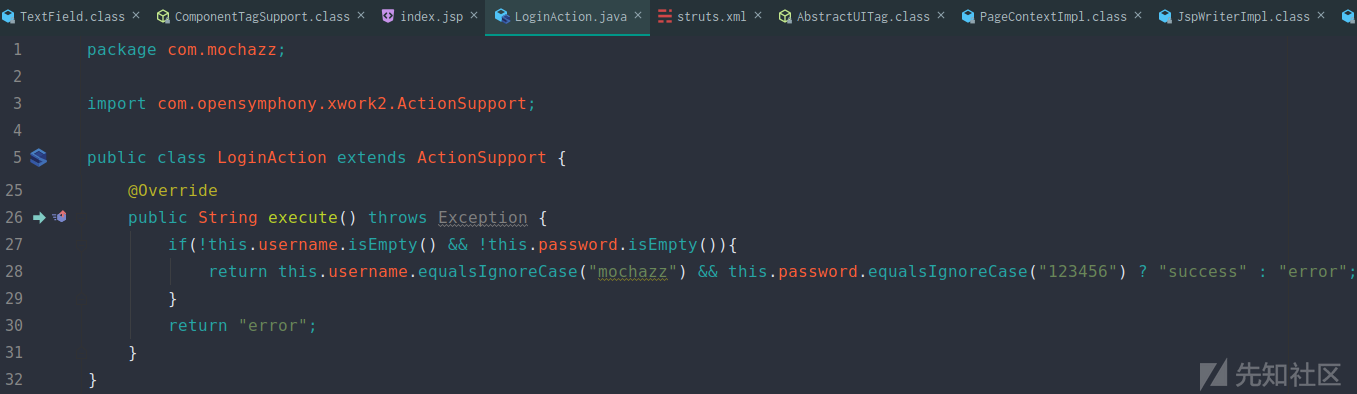 TextField.class × ComponentTagSupport.class × index.jsp × LoginAction.java × struts.xml × AbstractUITag.class × PageContextImpl.class × JspWriterImpl.class ×
1 package com.mochazz;
2
3 import com.opensymphony.xwork2.ActionSupport;
4
5 public class LoginAction extends ActionSupport {
25 @Override
26 public String execute() throws Exception {
27 if(!this.username.isEmpty() && !this.password.isEmpty()){
28 return this.username.equalsIgnoreCase("mochazz") && this.password.equalsIgnoreCase("123456") ? "success" : "error";
29 }
30 return "error";
31 }
32 }
先知社区